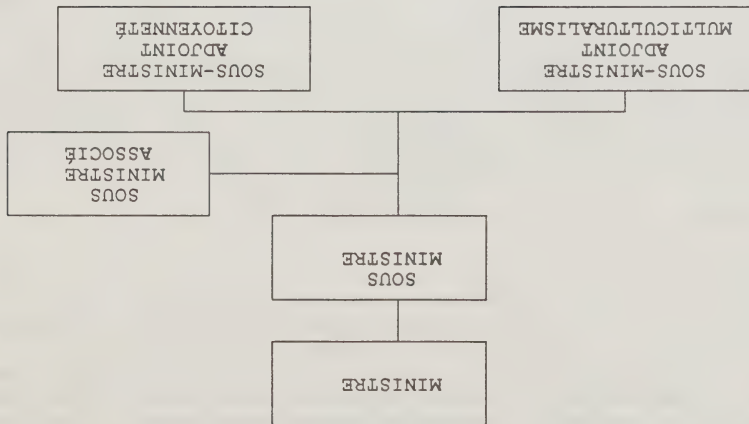 MINISTRE
SOUS
MINISTRE
SOUS
MINISTRE
ASSOCIÉ
SOUS-MINISTRE
ADJOINT
MULTICULTURALISME
SOUS-MINISTRE
ADJOINT
CITOYENNETÉ